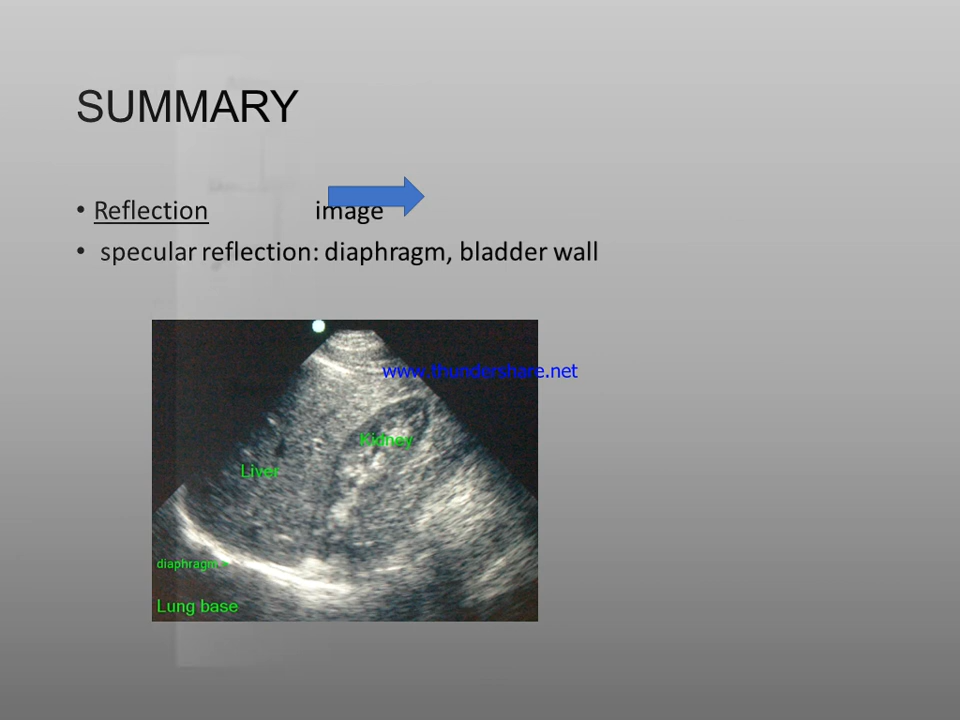 SUMMARY
• Reflection image
• specular reflection: diaphragm, bladder wall
www.thundershare.net
Kidney
Liver
diaphragm -
Lung base